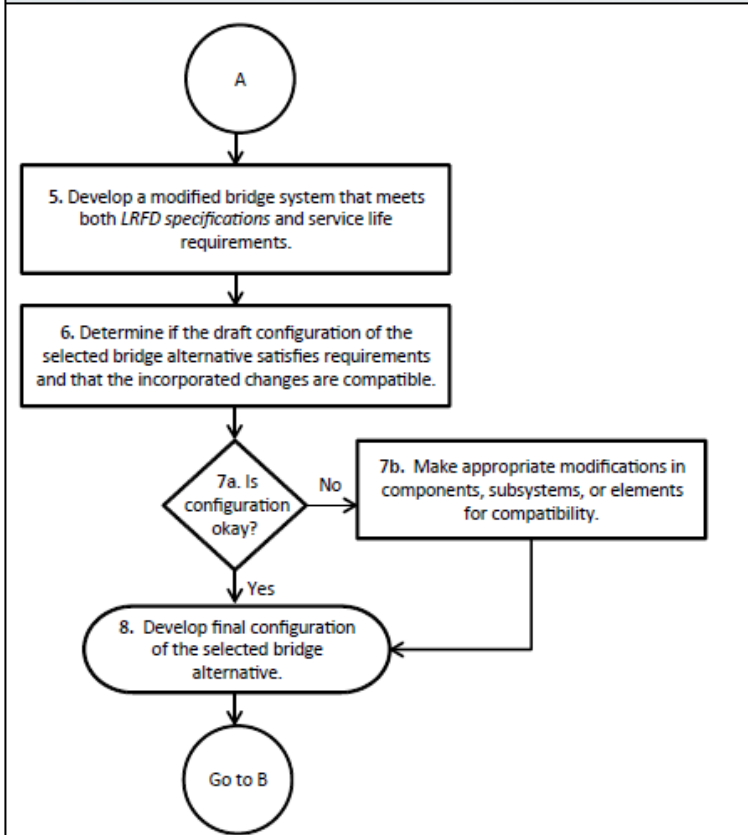 A
5. Develop a modified bridge system that meets
both LRFD specifications and service life
requirements.
6. Determine if the draft configuration of the
selected bridge alternative satisfies requirements
and that the incorporated changes are compatible.
7a. Is
configuration
okay?
No
7b. Make appropriate modifications in
components, subsystems, or elements
for compatibility.
Yes
8. Develop final configuration
of the selected bridge
alternative.
Go to B